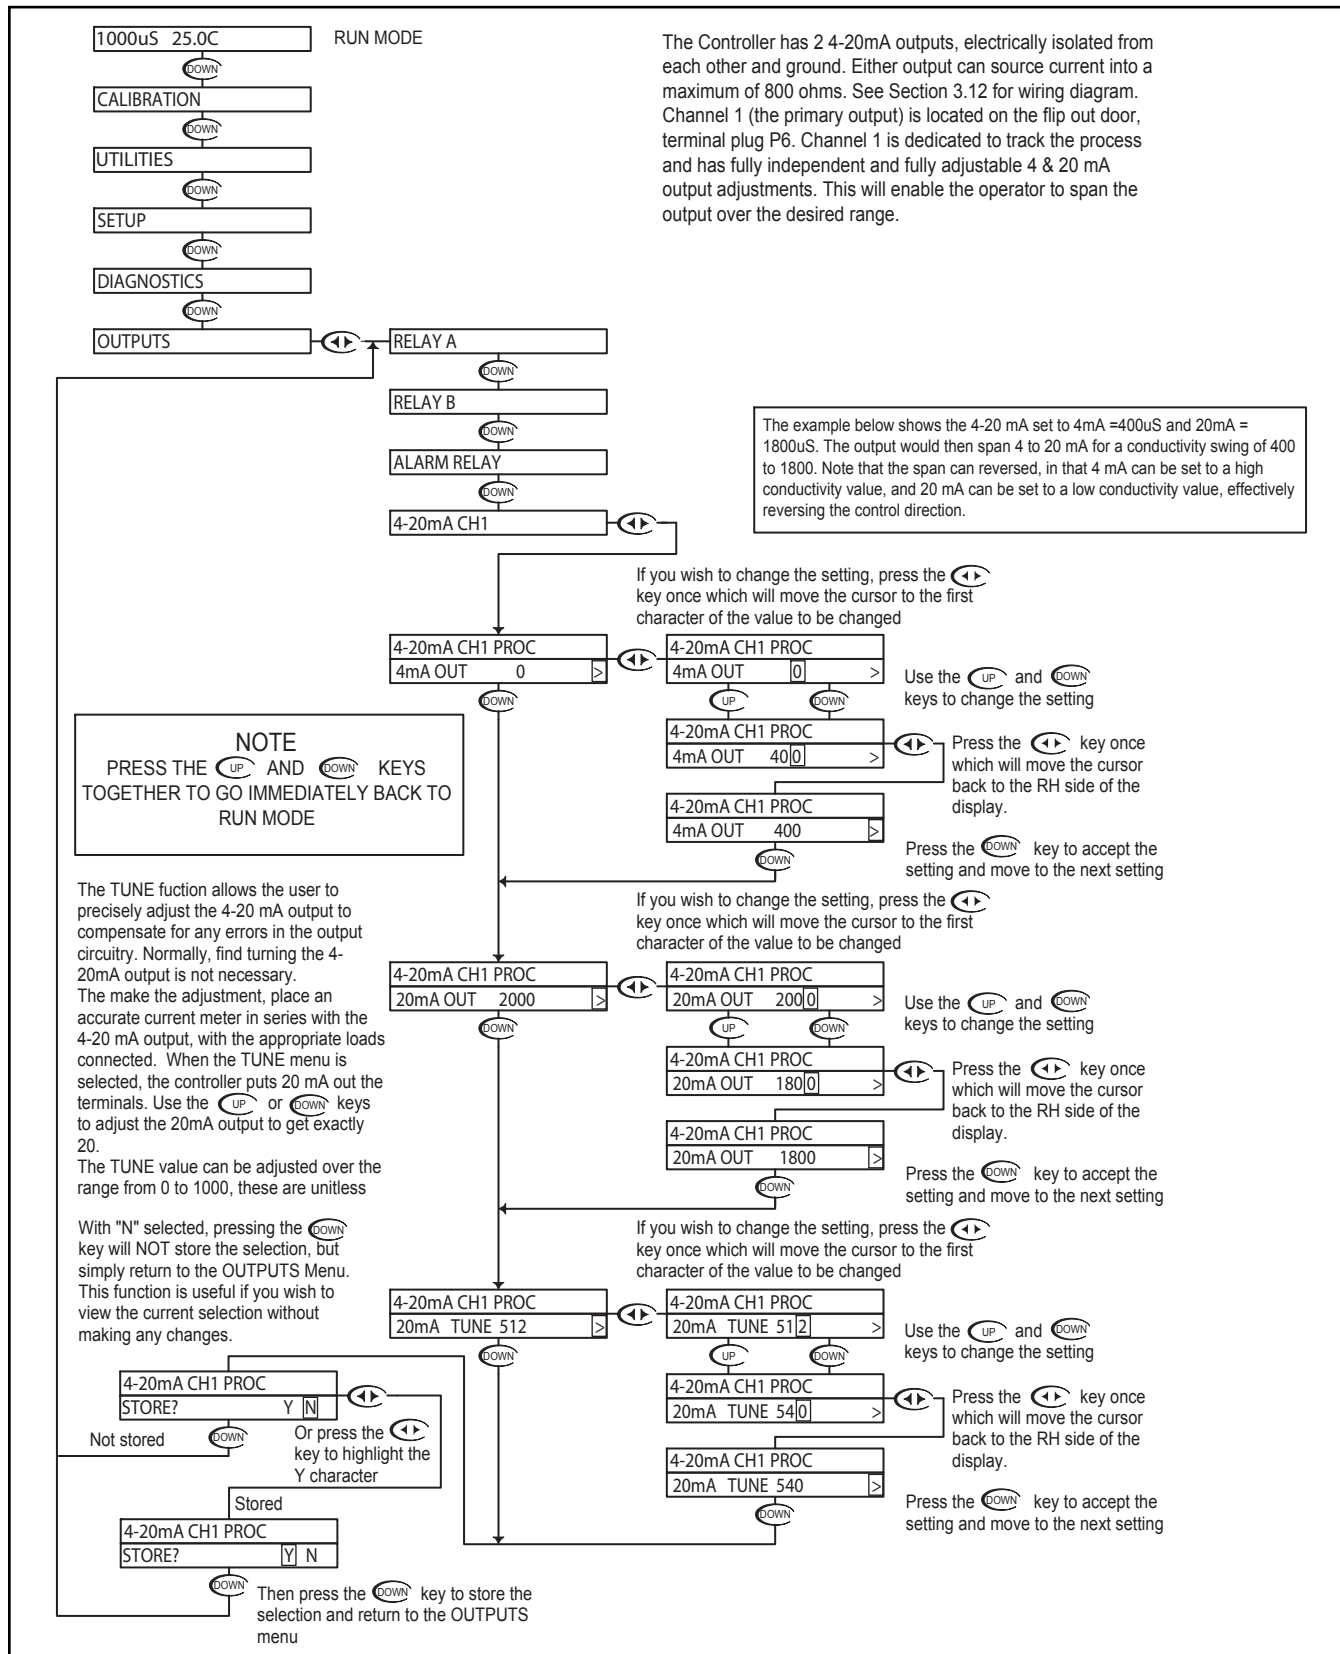 1000uS 25.0C
RUN MODE
DOWN
CALIBRATION
DOWN
UTILITIES
DOWN
SETUP
DOWN
DIAGNOSTICS
DOWN
OUTPUTS
The Controller has 2 4-20mA outputs, electrically isolated from
each other and ground. Either output can source current into a
maximum of 800 ohms. See Section 3.12 for wiring diagram.
Channel 1 (the primary output) is located on the flip out door,
terminal plug P6. Channel 1 is dedicated to track the process
and has fully independent and fully adjustable 4 & 20 mA
output adjustments. This will enable the operator to span the
output over the desired range.
RELAY A
DOWN
RELAY B
DOWN
ALARM RELAY
DOWN
4-20mA CH1
The example below shows the 4-20 mA set to 4mA =400uS and 20mA =
1800uS. The output would then span 4 to 20 mA for a conductivity swing of 400
to 1800. Note that the span can reversed, in that 4 mA can be set to a high
conductivity value, and 20 mA can be set to a low conductivity value, effectively
reversing the control direction.
If you wish to change the setting, press the
key once which will move the cursor to the first
character of the value to be changed
4-20mA CH1 PROC
4mA OUT 0 >
DOWN
4-20mA CH1 PROC
4mA OUT 0 >
UP DOWN
Use the UP and DOWN
keys to change the setting
4-20mA CH1 PROC
4mA OUT 400 >
Press the key once
which will move the cursor
back to the RH side of the
display.
4-20mA CH1 PROC
4mA OUT 400 >
DOWN
Press the DOWN key to accept the
setting and move to the next setting
NOTE
PRESS THE UP AND DOWN KEYS
TOGETHER TO GO IMMEDIATELY BACK TO
RUN MODE
The TUNE fuction allows the user to
precisely adjust the 4-20 mA output to
compensate for any errors in the output
circuitry. Normally, find turning the 4-
20mA output is not necessary.
The make the adjustment, place an
accurate current meter in series with the
4-20 mA output, with the appropriate loads
connected. When the TUNE menu is
selected, the controller puts 20 mA out the
terminals. Use the UP or DOWN keys
to adjust the 20mA output to get exactly
20.
The TUNE value can be adjusted over the
range from 0 to 1000, these are unitless
If you wish to change the setting, press the
key once which will move the cursor to the first
character of the value to be changed
4-20mA CH1 PROC
20mA OUT 2000 >
DOWN
4-20mA CH1 PROC
20mA OUT 2000 >
UP DOWN
Use the UP and DOWN
keys to change the setting
4-20mA CH1 PROC
20mA OUT 1800 >
Press the key once
which will move the cursor
back to the RH side of the
display.
4-20mA CH1 PROC
20mA OUT 1800 >
DOWN
Press the DOWN key to accept the
setting and move to the next setting
With "N" selected, pressing the DOWN
key will NOT store the selection, but
simply return to the OUTPUTS Menu.
This function is useful if you wish to
view the current selection without
making any changes.
If you wish to change the setting, press the
key once which will move the cursor to the first
character of the value to be changed
4-20mA CH1 PROC
20mA TUNE 512 >
DOWN
4-20mA CH1 PROC
20mA TUNE 512 >
UP DOWN
Use the UP and DOWN
keys to change the setting
4-20mA CH1 PROC
20mA TUNE 540 >
Press the key once
which will move the cursor
back to the RH side of the
display.
4-20mA CH1 PROC
20mA TUNE 540 >
DOWN
Press the DOWN key to accept the
setting and move to the next setting
4-20mA CH1 PROC
STORE? Y N
Not stored
DOWN
Or press the
key to highlight the
Y character
Stored
4-20mA CH1 PROC
STORE? Y N
DOWN
Then press the DOWN key to store the
selection and return to the OUTPUTS
menu